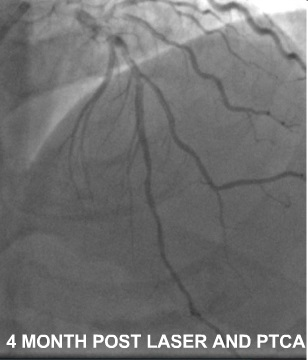 4 MONTH POST LASER AND PTCA